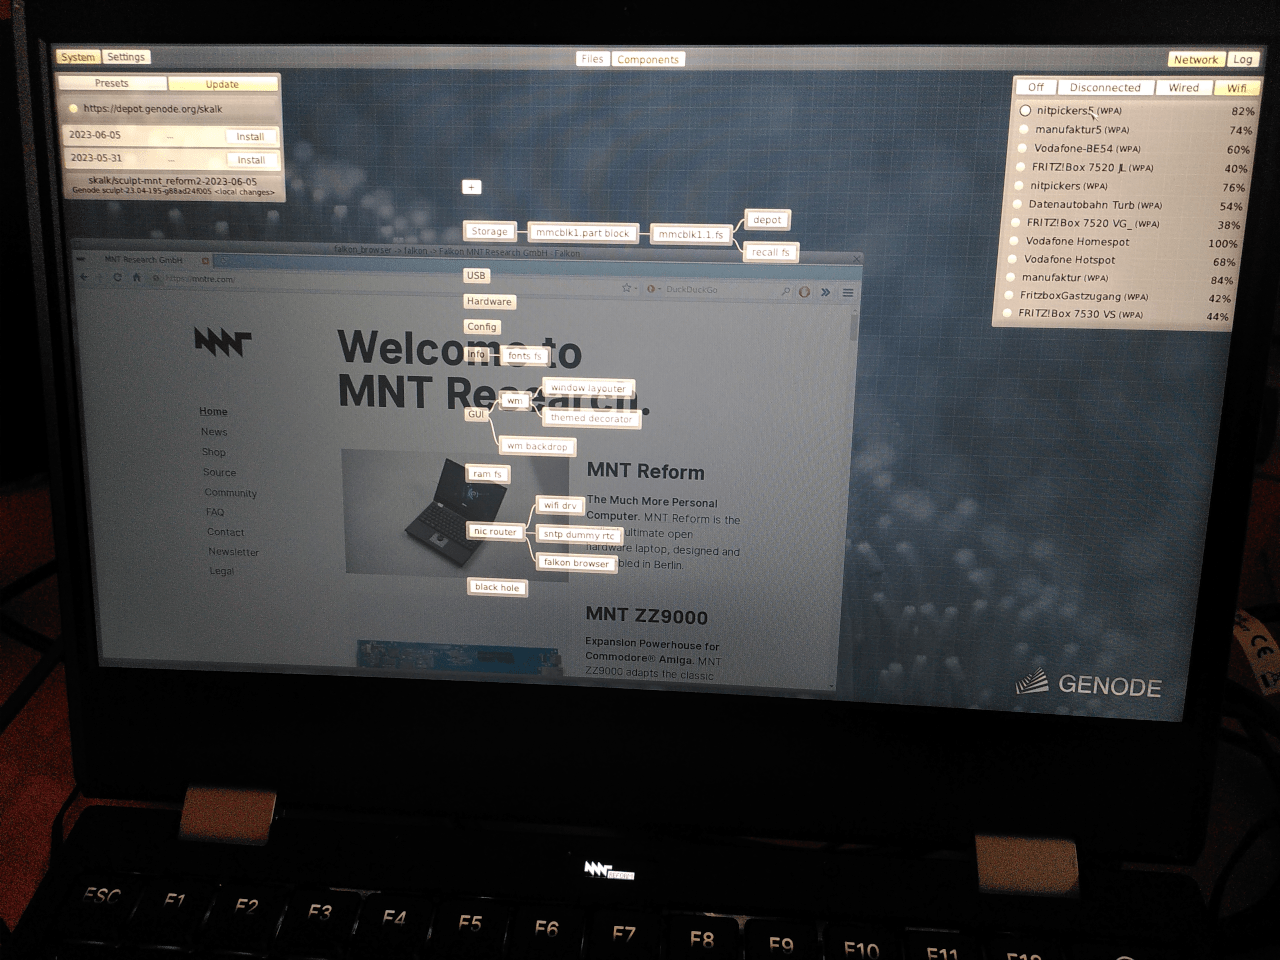 System Settings
Files Components
Network Log
Presets Update
https://depot.genode.org/skalk
2023-06-05 ... Install
2023-05-31 ... Install
skalk/sculpt-mnt_reform2-2023-06-05
Genode sculpt-23.04-195-g88ad24f005 <local changes>
Off Disconnected Wired Wifi
nitpickers5 (WPA) 82%
manufaktur5 (WPA) 74%
Vodafone-BE54 (WPA) 60%
FRITZ!Box 7520 JL (WPA) 40%
nitpickers (WPA) 76%
Datenautobahn Turb (WPA) 54%
FRITZ!Box 7520 VG_ (WPA) 38%
Vodafone Homespot 100%
Vodafone Hotspot 68%
manufaktur (WPA) 84%
FritzboxGastzugang (WPA) 42%
FRITZ!Box 7530 VS (WPA) 44%
+
Storage mmcblk1.part block mmcblk1.1.fs
depot
recall fs
USB
Hardware
Config
Info fonts fs
GUI wm
window layouter
themed decorator
wm backdrop
ram fs
nic router
wifi drv
sntp dummy rtc
falkon browser
black hole
falkon_browser -> falkon -> Falkon MNT Research GmbH - Falkon
MNT Research GmbH
https://mntre.com/
DuckDuckGo
MNT
Welcome to
MNT Research.
Home
News
Shop
Source
Community
FAQ
Contact
Newsletter
Legal
MNT Reform
The Much More Personal
Computer. MNT Reform is the
ultimate open
hardware laptop, designed and
bled in Berlin.
MNT ZZ9000
Expansion Powerhouse for
Commodore® Amiga. MNT
ZZ9000 adapts the classic
GENODE
MNT
ESC F1 F2 F3 F4 F5 F6 F7 F8 F9 F10 F11 F12
CE